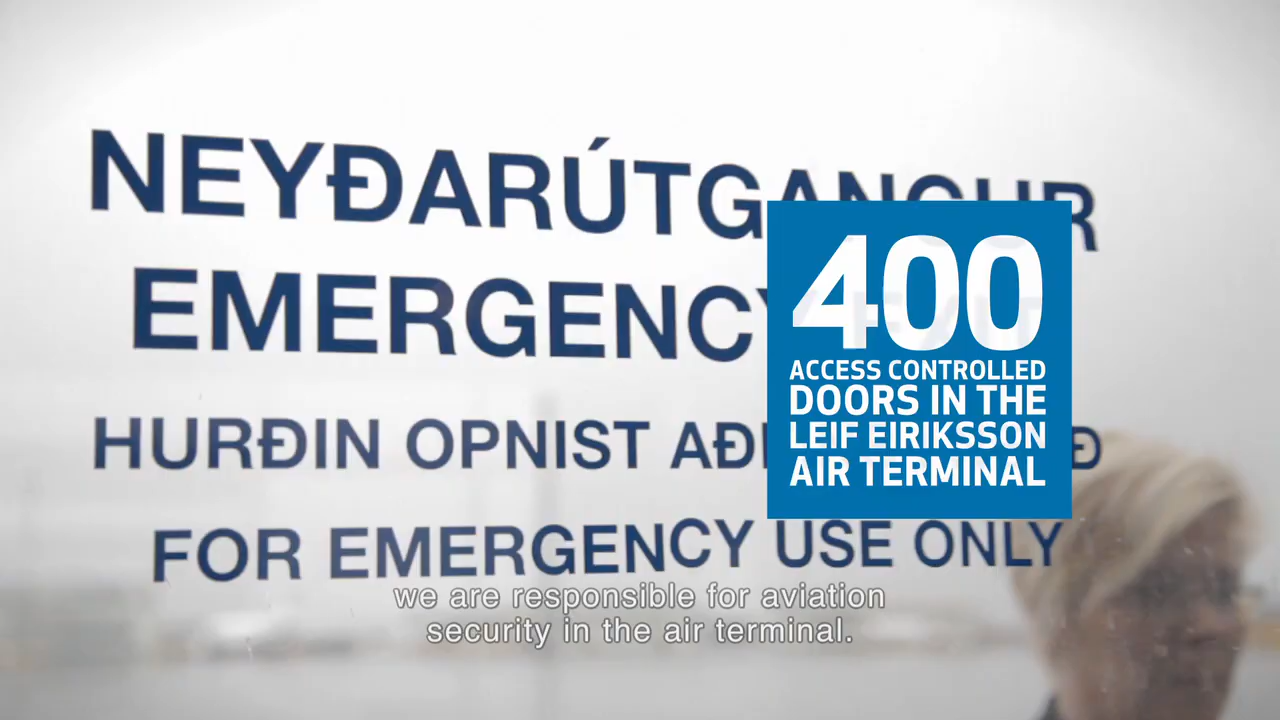 NEYÐARÚTGANGUR
EMERGENCY
HURÐIN OPNIST
FOR EMERGENCY USE ONLY
400
ACCESS CONTROLLED
DOORS IN THE
LEIF EIRIKSSON
AIR TERMINAL
we are responsible for aviation
security in the air terminal.